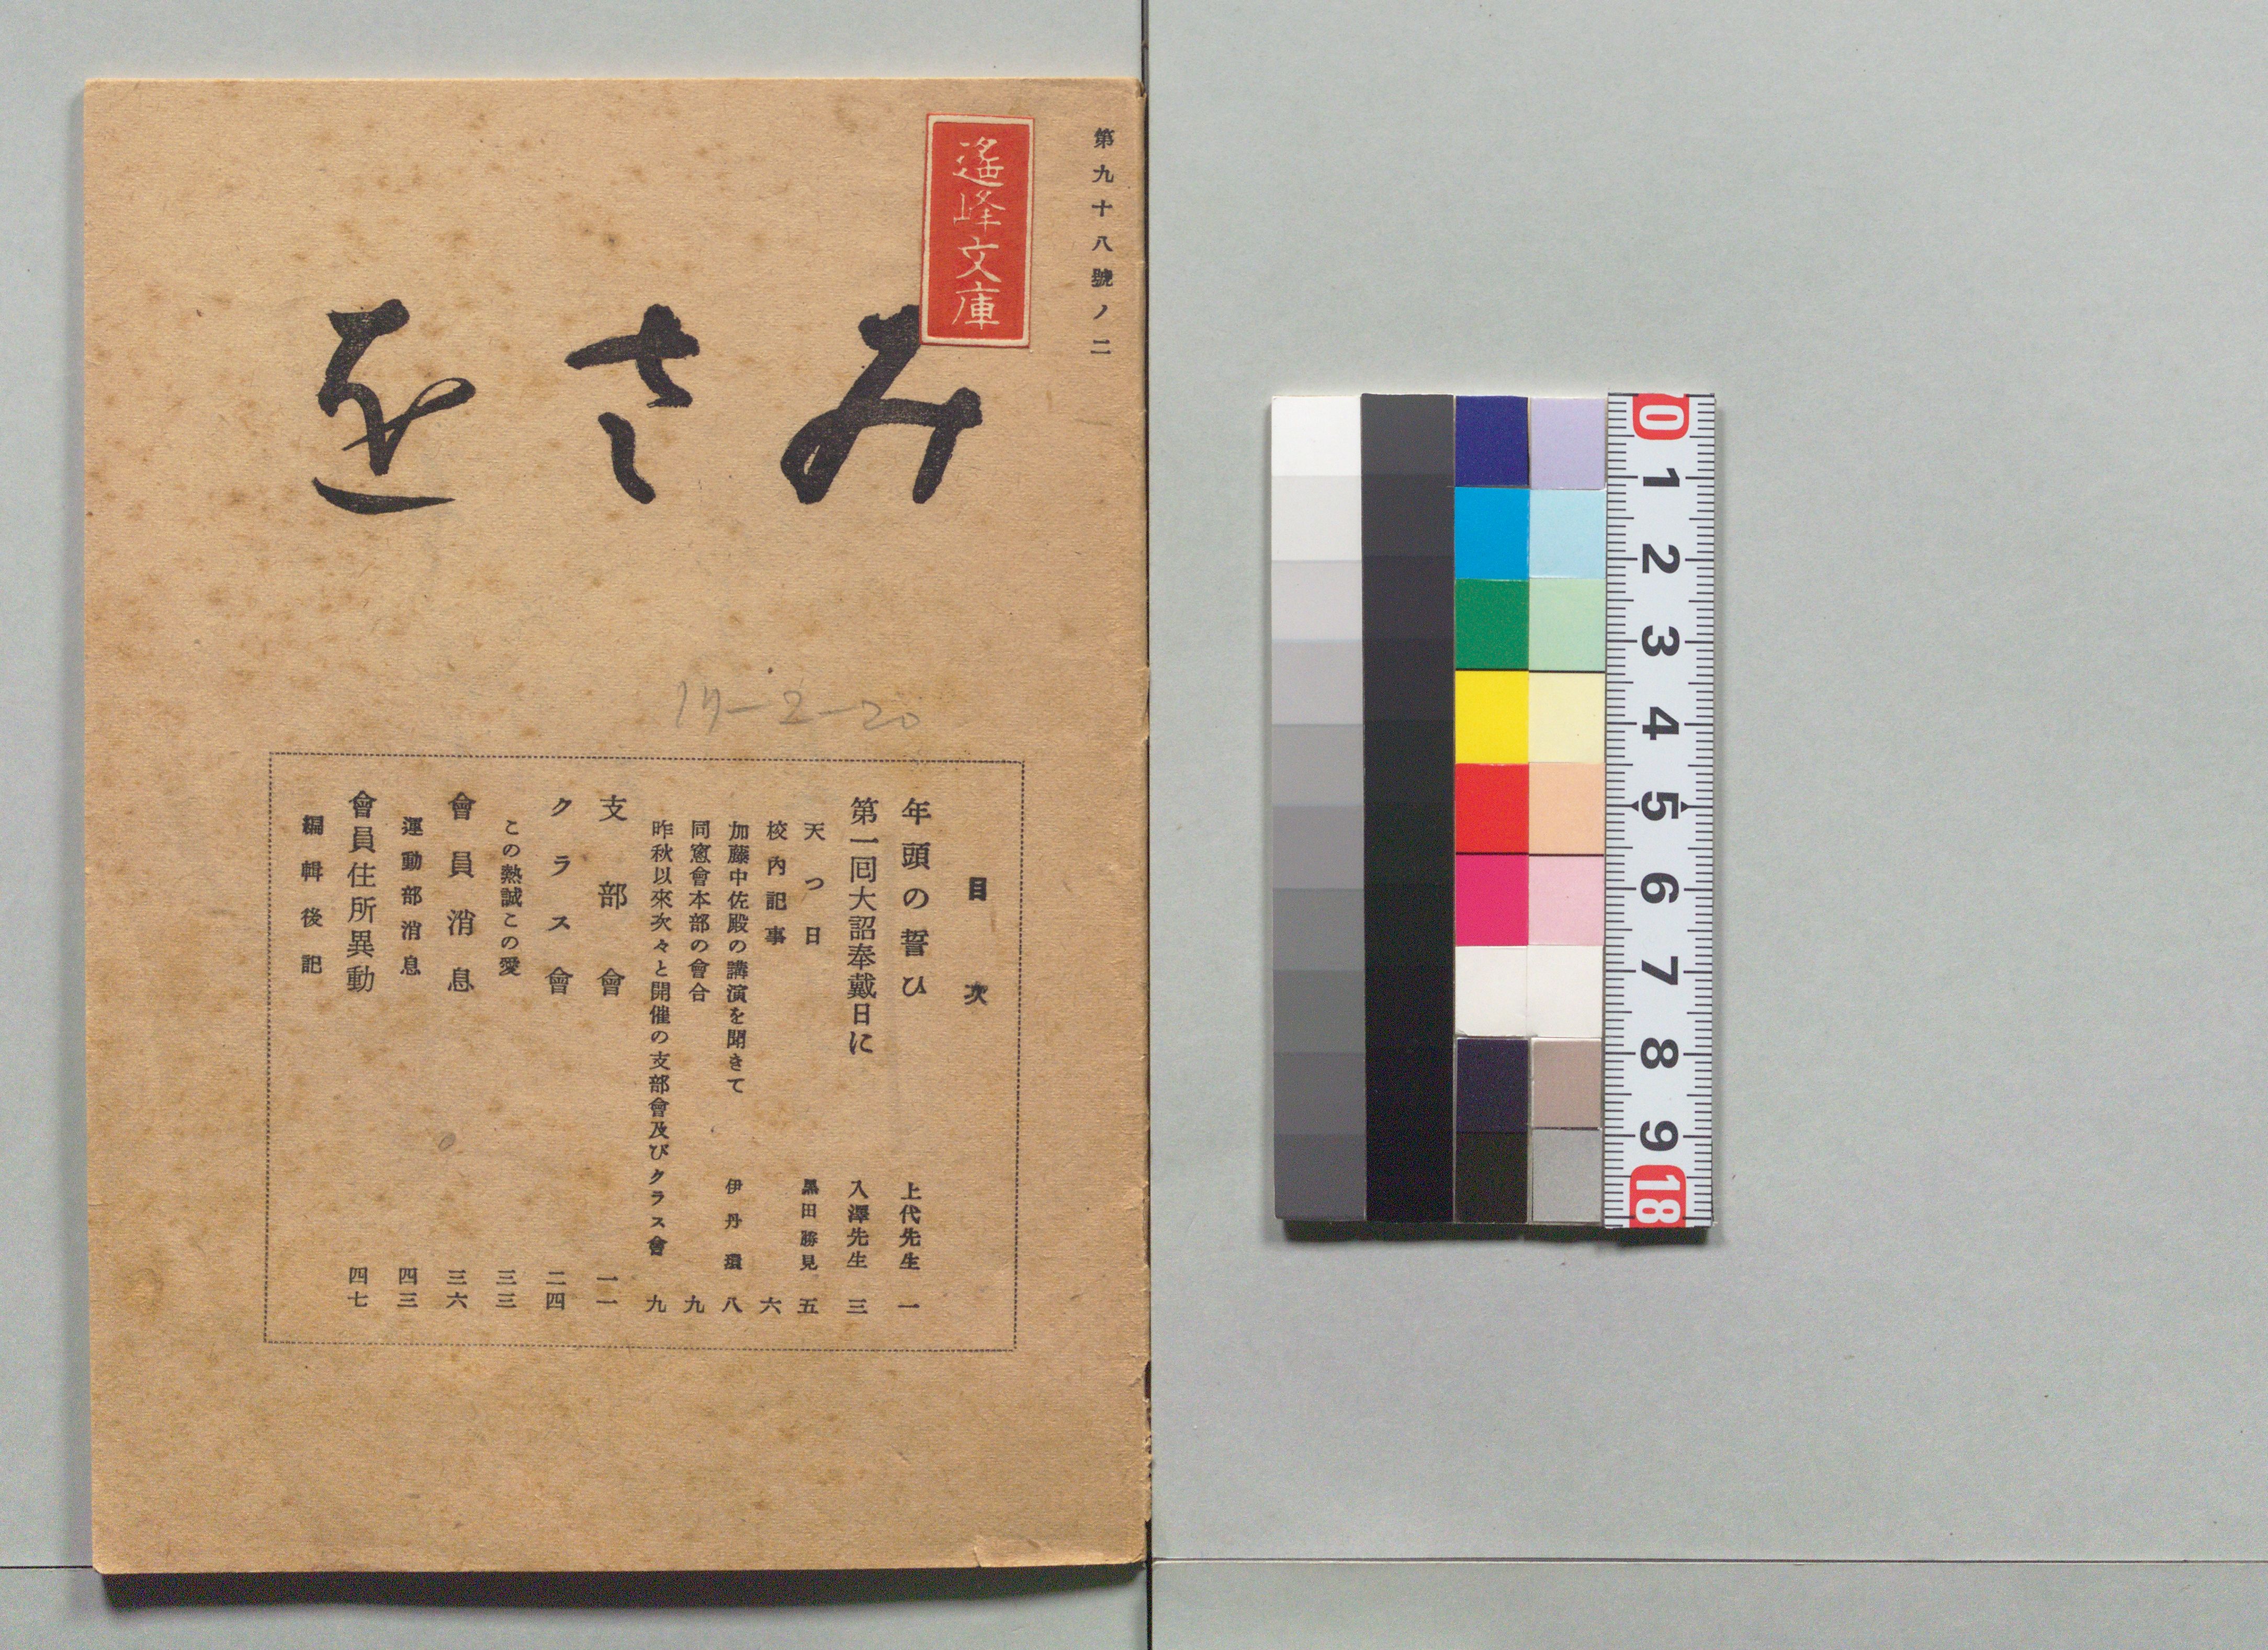 第九十八號ノ二
遙峰文庫
みさを
17-2-20
目次
年頭の誓ひ 上代先生 一
第一回大詔奉戴日に 入澤先生 三
天つ日 黒田勝見 五
校内記事 六
加藤中佐殿の講演を聞きて 伊丹環 八
同窓會本部の會合 九
昨秋以來次々と開催の支部會及びクラス會 九
支部會 一一
クラス會 二四
この熱誠この愛 三三
會員消息 三六
運動部消息 四三
會員住所異動 四七
編輯後記
0
1
2
3
4
5
6
7
8
9
18